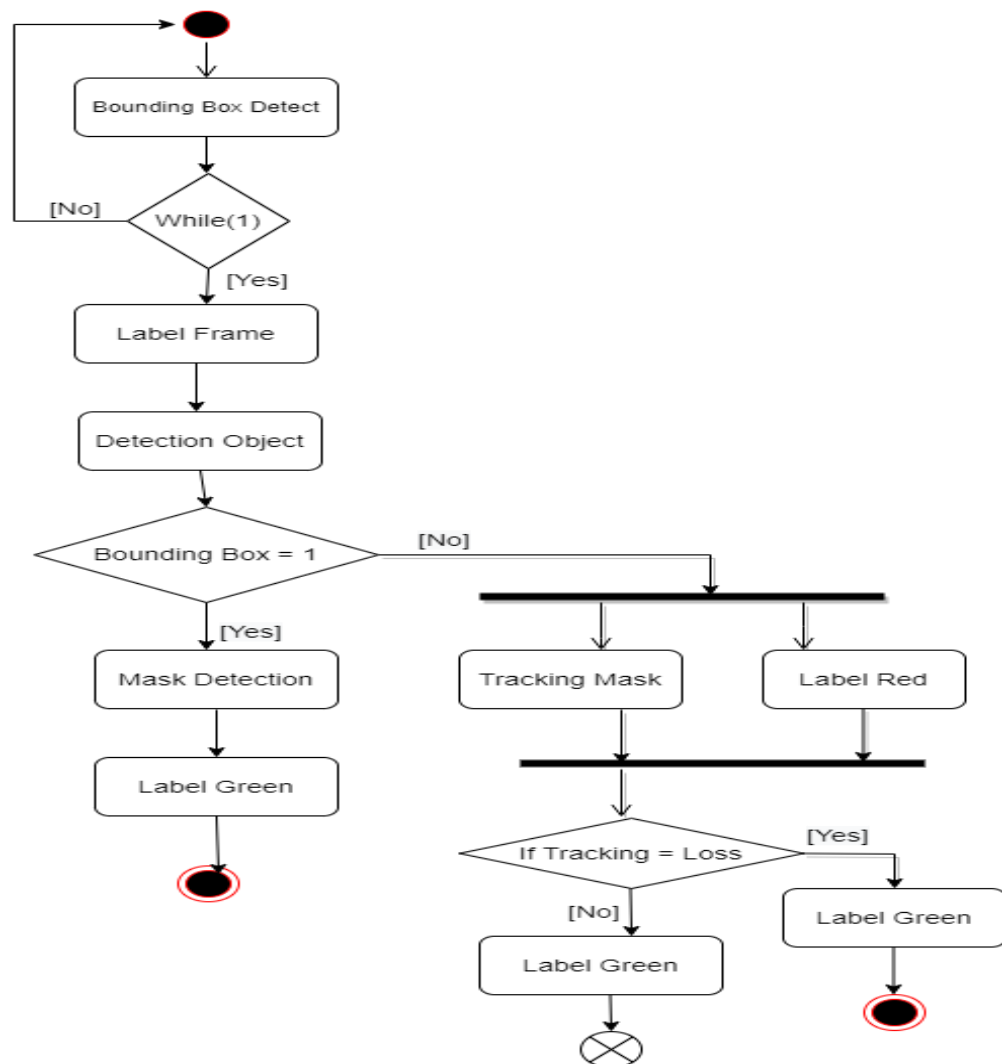 Bounding Box Detect
[No]
While(1)
[Yes]
Label Frame
Detection Object
Bounding Box = 1
[No]
[Yes]
Mask Detection
Tracking Mask
Label Red
Label Green
If Tracking = Loss
[Yes]
[No]
Label Green
Label Green